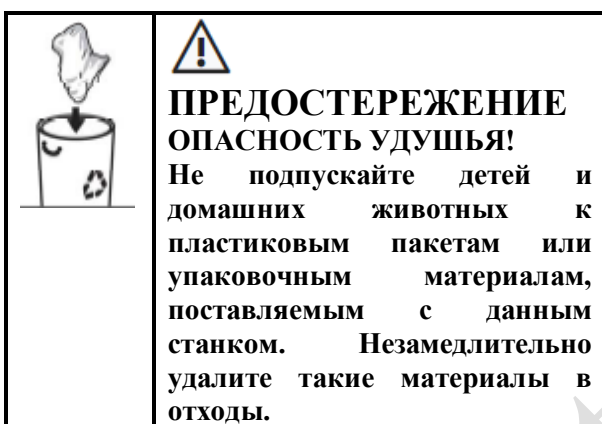 ПРЕДОСТЕРЕЖЕНИЕ
ОПАСНОСТЬ УДУШЬЯ!
Не подпускайте детей и
домашних животных к
пластиковым пакетам или
упаковочным материалам,
поставляемым с данным
станком. Незамедлительно
удалите такие материалы в
отходы.